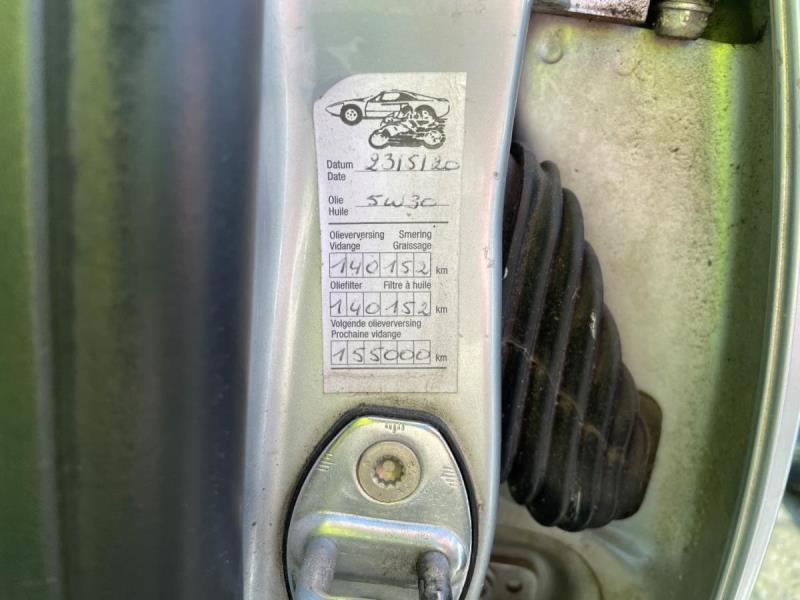 Datum 23/5/20
Date
Olie 5W30
Huile
Olieverversing Smering
Vidange Graissage
140152 km
Oliefilter Filtre à huile
140152 km
Volgende olieverversing
Prochaine vidange
155000 km